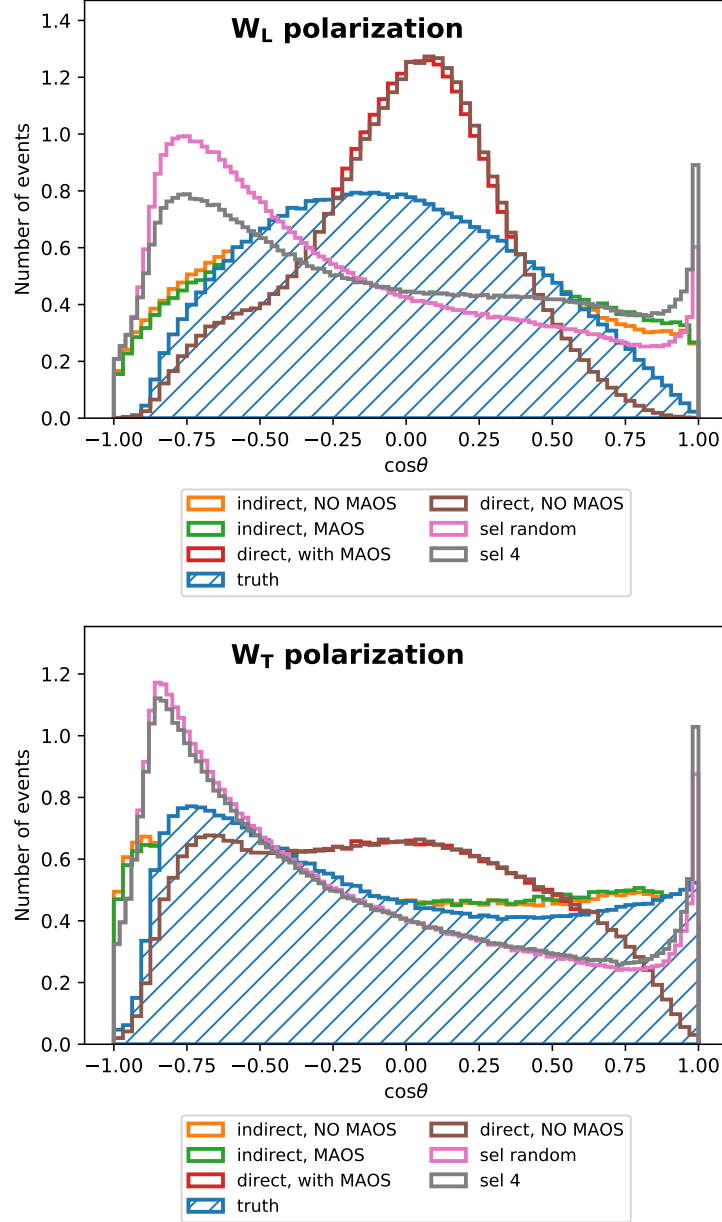 W_L polarization
Number of events
1.4
1.2
1.0
0.8
0.6
0.4
0.2
0.0
−1.00 −0.75 −0.50 −0.25 0.00 0.25 0.50 0.75 1.00
cosθ
indirect, NO MAOS direct, NO MAOS
indirect, MAOS sel random
direct, with MAOS sel 4
truth
W_T polarization
Number of events
1.2
1.0
0.8
0.6
0.4
0.2
0.0
−1.00 −0.75 −0.50 −0.25 0.00 0.25 0.50 0.75 1.00
cosθ
indirect, NO MAOS direct, NO MAOS
indirect, MAOS sel random
direct, with MAOS sel 4
truth